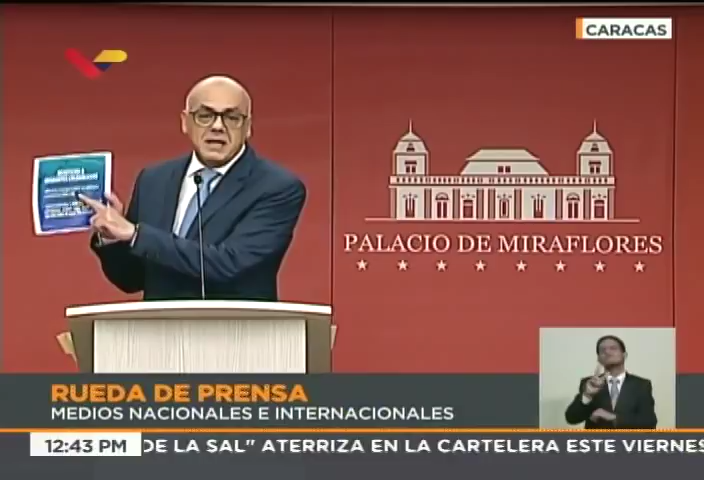 CARACAS
PALACIO DE MIRAFLORES
RUEDA DE PRENSA
MEDIOS NACIONALES E INTERNACIONALES
12:43 PM DE LA SAL" ATERRIZA EN LA CARTELERA ESTE VIERNES